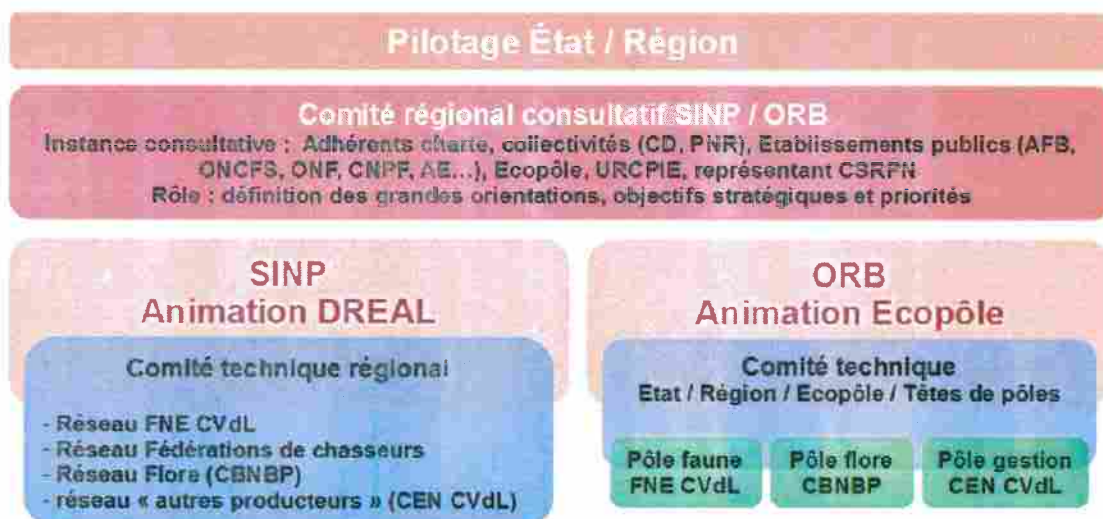 Pilotage État / Région
Comité régional consultatif SINP / ORB
Instance consultative : Adhérents charte, collectivités (CD, PNR), Etablissements publics (AFB,
ONCFS, ONF, CNPF, AE...), Ecopôle, URCPIE, représentant CSRPN
Rôle : définition des grandes orientations, objectifs stratégiques et priorités
SINP
Animation DREAL
Comité technique régional
- Réseau FNE CVdL
- Réseau Fédérations de chasseurs
- Réseau Flore (CBNBP)
- réseau « autres producteurs » (CEN CVdL)
ORB
Animation Ecopôle
Comité technique
Etat / Région / Ecopôle / Têtes de pôles
Pôle faune
FNE CVdL
Pôle flore
CBNBP
Pôle gestion
CEN CVdL